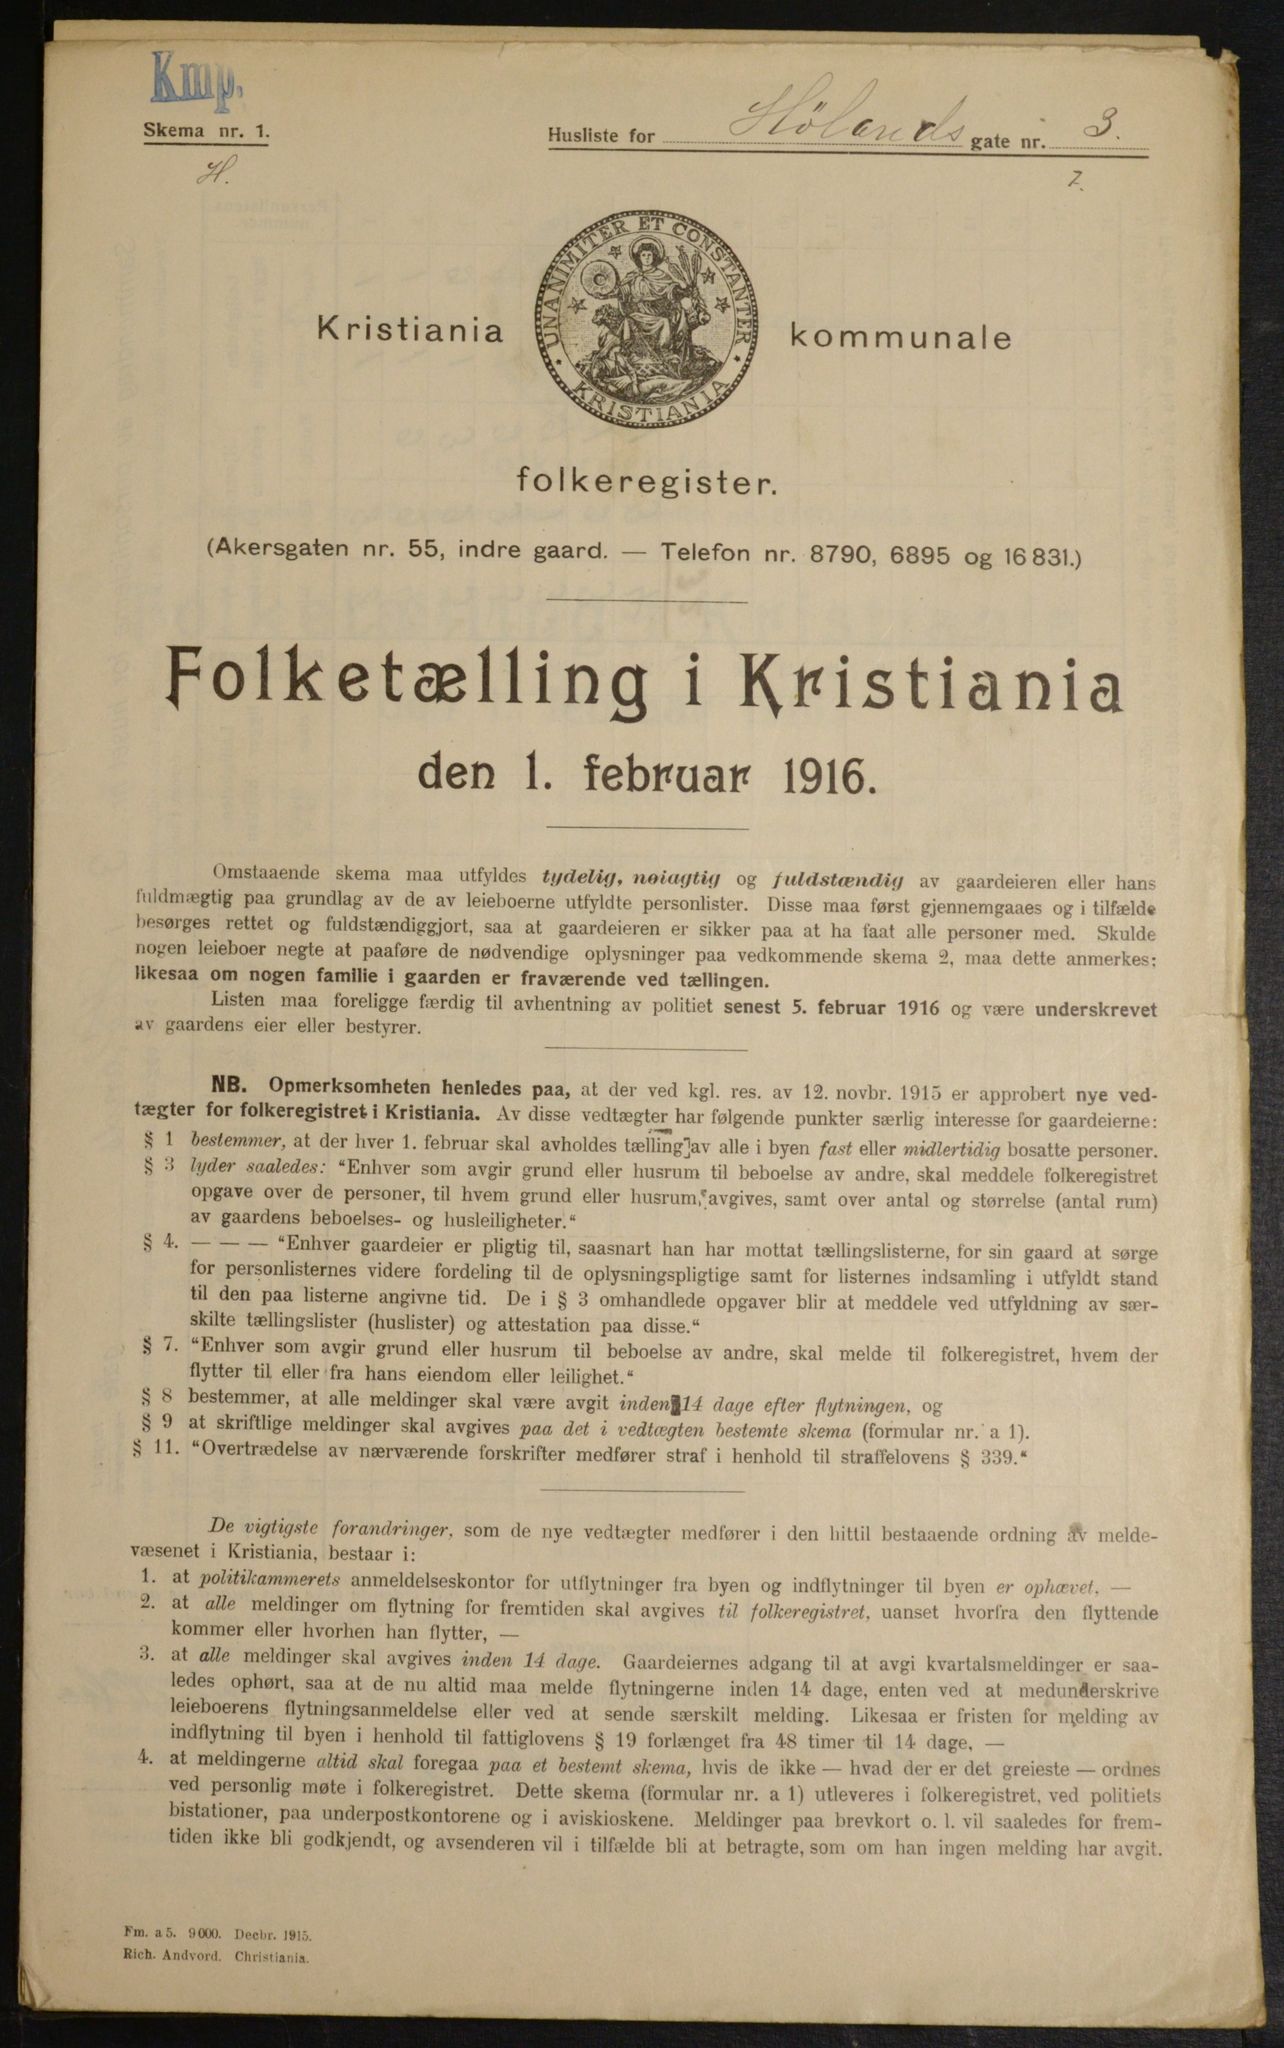 Kmp.
Skema nr. 1.
H.
Husliste for Hölands gate nr. 3.
7.
UNANIMITER ET CONSTANTER
KRISTIANIA
Kristiania kommunale
folkeregister.
(Akersgaten nr. 55, indre gaard. — Telefon nr. 8790, 6895 og 16831.)
Folketælling i Kristiania
den 1. februar 1916.
Omstaaende skema maa utfyldes tydelig, nøiagtig og fuldstændig av gaardeieren eller hans
fuldmægtig paa grundlag av de av leieboerne utfyldte personlister. Disse maa først gjennemgaaes og i tilfælde
besørges rettet og fuldstændiggjort, saa at gaardeieren er sikker paa at ha faat alle personer med. Skulde
nogen leieboer negte at paaføre de nødvendige oplysninger paa vedkommende skema 2, maa dette anmerkes;
likesaa om nogen familie i gaarden er fraværende ved tællingen.
Listen maa foreligge færdig til avhentning av politiet senest 5. februar 1916 og være underskrevet
av gaardens eier eller bestyrer.
NB. Opmerksomheten henledes paa, at der ved kgl. res. av 12. novbr. 1915 er approbert nye ved-
tægter for folkeregistret i Kristiania. Av disse vedtægter har følgende punkter særlig interesse for gaardeierne:
§ 1 bestemmer, at der hver 1. februar skal avholdes tælling av alle i byen fast eller midlertidig bosatte personer.
§ 3 lyder saaledes: “Enhver som avgir grund eller husrum til beboelse av andre, skal meddele folkeregistret
opgave over de personer, til hvem grund eller husrum, avgives, samt over antal og størrelse (antal rum)
av gaardens beboelses- og husleiligheter.“
§ 4. — — — “Enhver gaardeier er pligtig til, saasnart han har mottat tællingslisterne, for sin gaard at sørge
for personlisternes videre fordeling til de oplysningspligtige samt for listernes indsamling i utfyldt stand
til den paa listerne angivne tid. De i § 3 omhandlede opgaver blir at meddele ved utfyldning av sær-
skilte tællingslister (huslister) og attestation paa disse.“
§ 7. “Enhver som avgir grund eller husrum til beboelse av andre, skal melde til folkeregistret, hvem der
flytter til eller fra hans eiendom eller leilighet.“
§ 8 bestemmer, at alle meldinger skal være avgit inden 14 dage efter flytningen, og
§ 9 at skriftlige meldinger skal avgives paa det i vedtægten bestemte skema (formular nr. a 1).
§ 11. “Overtrædelse av nærværende forskrifter medfører straf i henhold til straffelovens § 339.“
De vigtigste forandringer, som de nye vedtægter medfører i den hittil bestaaende ordning av melde-
væsenet i Kristiania, bestaar i:
1. at politikammerets anmeldelseskontor for utflytninger fra byen og indflytninger til byen er ophævet. —
2. at alle meldinger om flytning for fremtiden skal avgives til folkeregistret, uanset hvorfra den flyttende
kommer eller hvorhen han flytter, —
3. at alle meldinger skal avgives inden 14 dage. Gaardeiernes adgang til at avgi kvartalsmeldinger er saa-
ledes ophørt, saa at de nu altid maa melde flytningerne inden 14 dage, enten ved at medunderskrive
leieboerens flytningsanmeldelse eller ved at sende særskilt melding. Likesaa er fristen for melding av
indflytning til byen i henhold til fattiglovens § 19 forlænget fra 48 timer til 14 dage, —
4. at meldingerne altid skal foregaa paa et bestemt skema, hvis de ikke — hvad der er det greieste — ordnes
ved personlig møte i folkeregistret. Dette skema (formular nr. a 1) utleveres i folkeregistret, ved politiets
bistationer, paa underpostkontorene og i aviskioskene. Meldinger paa brevkort o. l. vil saaledes for frem-
tiden ikke bli godkjendt, og avsenderen vil i tilfælde bli at betragte, som om han ingen melding har avgit.
Fm. a 5. 9000. Decbr. 1915.
Rich. Andvord. Christiania.